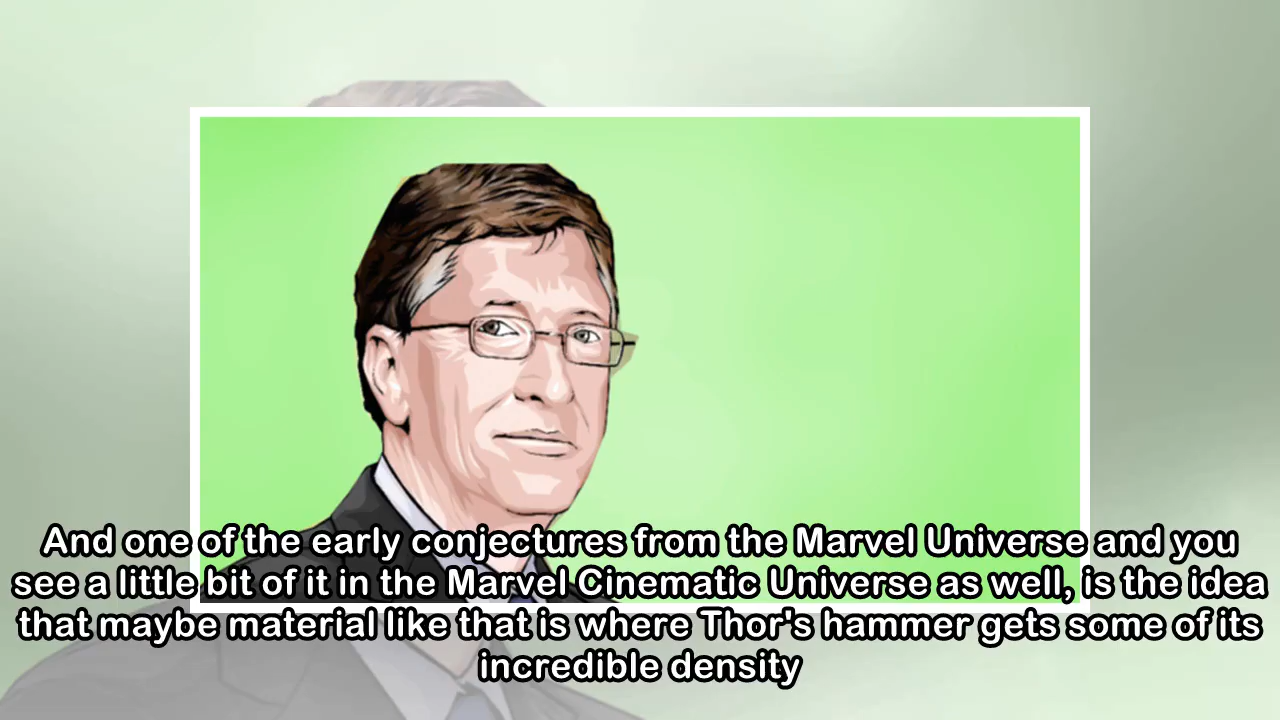 And one of the early conjectures from the Marvel Universe and you
see a little bit of it in the Marvel Cinematic Universe as well, is the idea
that maybe material like that is where Thor's hammer gets some of its
incredible density